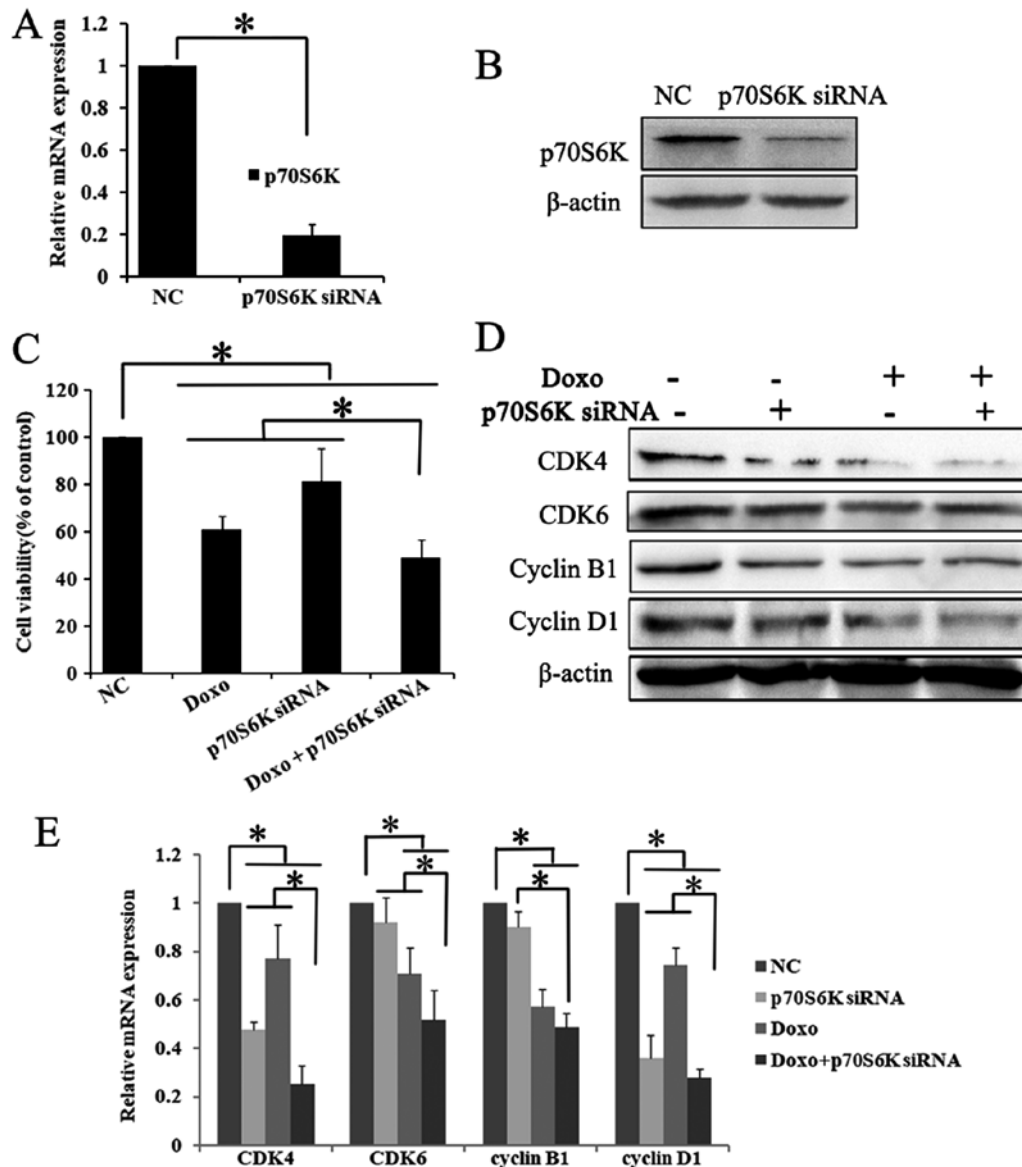 A
Relative mRNA expression
1.2
1
0.8
0.6
0.4
0.2
0
*
p70S6K
NC p70S6K siRNA
B
NC p70S6K siRNA
p70S6K
β-actin
C
Cell viability(% of control)
120
100
80
60
40
20
0
*
*
NC
Doxo
p70S6K siRNA
Doxo + p70S6K siRNA
D
Doxo - - + +
p70S6K siRNA - + - +
CDK4
CDK6
Cyclin B1
Cyclin D1
β-actin
E
Relative mRNA expression
1.2
1
0.8
0.6
0.4
0.2
0
* * * *
* * * *
CDK4 CDK6 cyclin B1 cyclin D1
NC
p70S6K siRNA
Doxo
Doxo+p70S6K siRNA